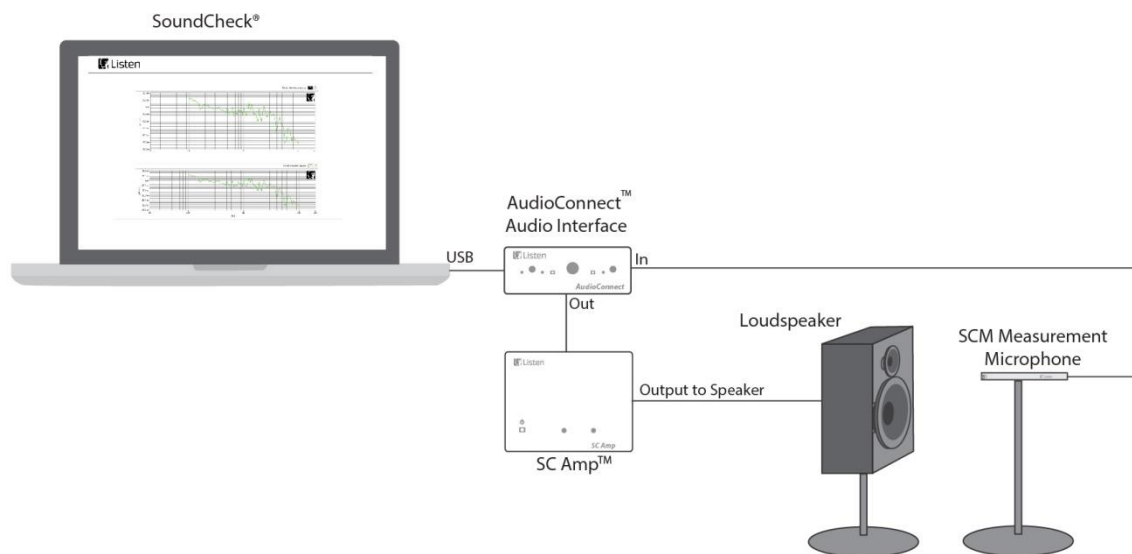 SoundCheck®
Listen
AudioConnect™
Audio Interface
USB
Listen
In
AudioConnect
Out
Loudspeaker
SCM Measurement
Microphone
Listen
Output to Speaker
SC Amp
SC Amp™